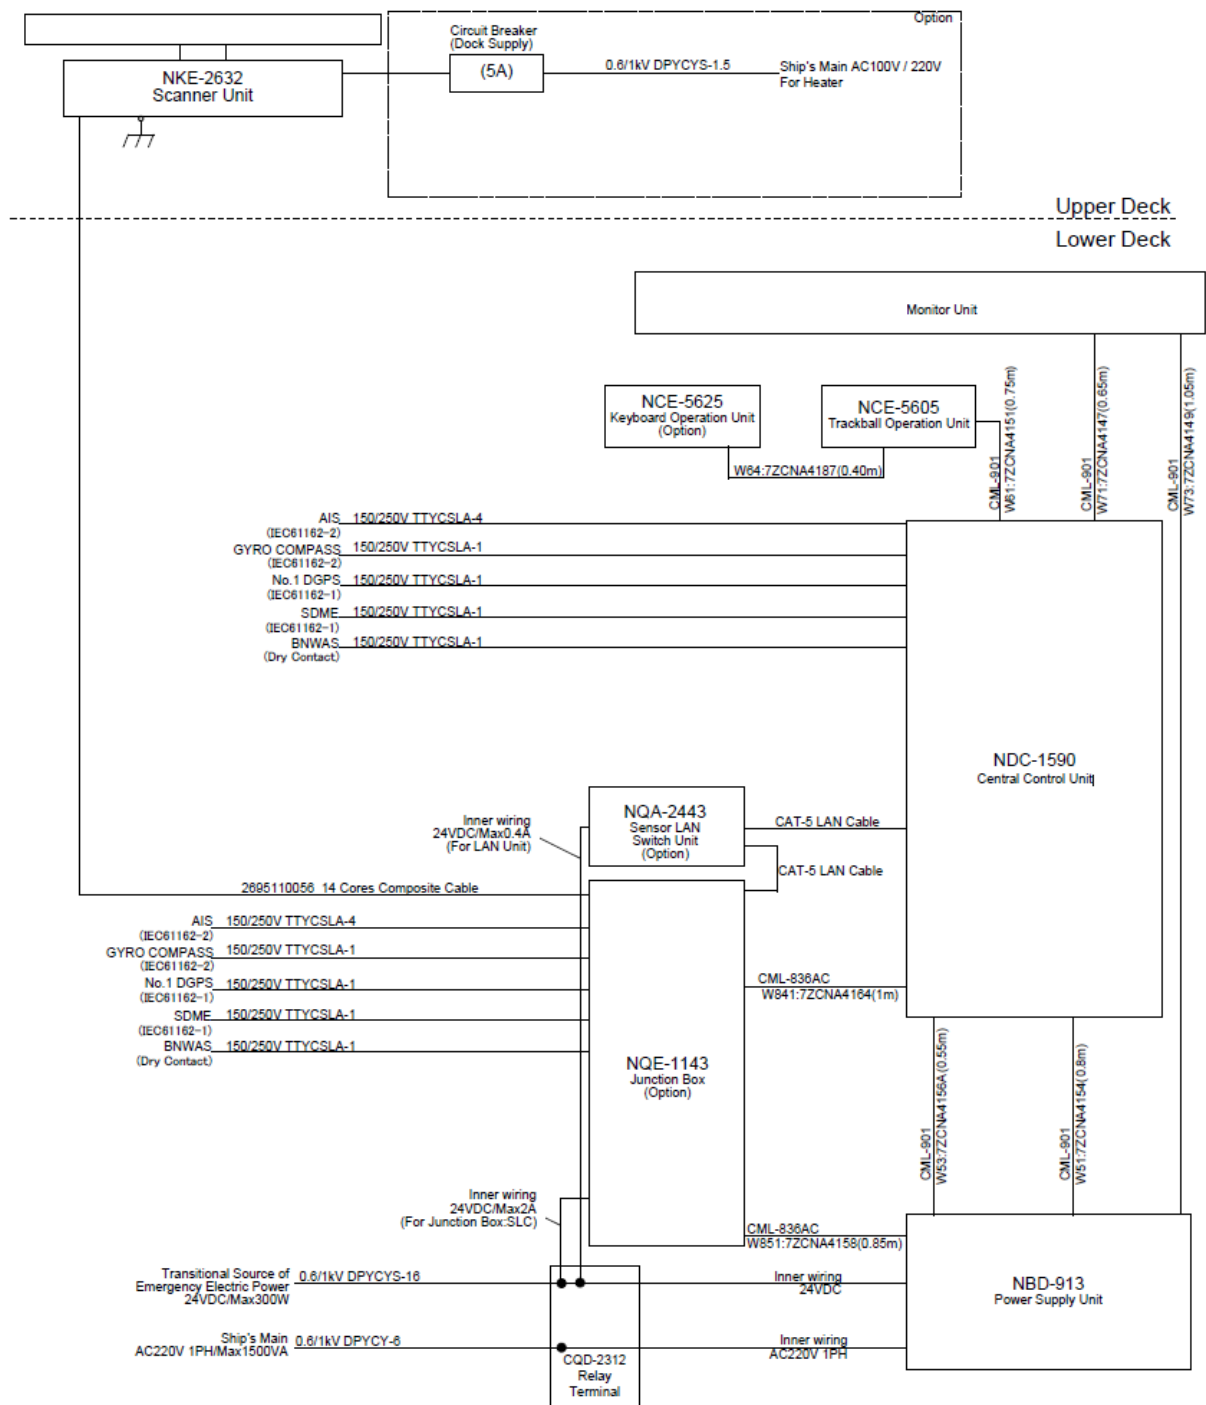 Option
Circuit Breaker
(Dock Supply)
(5A)
0.6/1kV DPYCYS-1.5
Ship's Main AC100V / 220V
For Heater
NKE-2632
Scanner Unit
Upper Deck
Lower Deck
Monitor Unit
NCE-5625
Keyboard Operation Unit
(Option)
NCE-5605
Trackball Operation Unit
W64:7ZCNA4187(0.40m)
CML-901
W61:7ZCNA4151(0.75m)
CML-901
W71:7ZCNA4147(0.65m)
CML-901
W73:7ZCNA4149(1.05m)
AIS 150/250V TTYCSLA-4
(IEC61162-2)
GYRO COMPASS 150/250V TTYCSLA-1
(IEC61162-2)
No.1 DGPS 150/250V TTYCSLA-1
(IEC61162-1)
SDME 150/250V TTYCSLA-1
(IEC61162-1)
BNWAS 150/250V TTYCSLA-1
(Dry Contact)
NDC-1590
Central Control Unit
NQA-2443
Sensor LAN
Switch Unit
(Option)
Inner wiring
24VDC/Max0.4A
(For LAN Unit)
CAT-5 LAN Cable
CAT-5 LAN Cable
2695110056 14 Cores Composite Cable
AIS 150/250V TTYCSLA-4
(IEC61162-2)
GYRO COMPASS 150/250V TTYCSLA-1
(IEC61162-2)
No.1 DGPS 150/250V TTYCSLA-1
(IEC61162-1)
SDME 150/250V TTYCSLA-1
(IEC61162-1)
BNWAS 150/250V TTYCSLA-1
(Dry Contact)
CML-836AC
W841:7ZCNA4164(1m)
NQE-1143
Junction Box
(Option)
CML-901
W53:7ZCNA4156A(0.55m)
CML-901
W51:7ZCNA4154(0.8m)
Inner wiring
24VDC/Max2A
(For Junction Box:SLC)
CML-836AC
W851:7ZCNA4158(0.85m)
Transitional Source of
Emergency Electric Power
24VDC/Max300W
0.6/1kV DPYCYS-16
Inner wiring
24VDC
NBD-913
Power Supply Unit
Ship's Main
AC220V 1PH/Max1500VA
0.6/1kV DPYCY-6
Inner wiring
AC220V 1PH
CQD-2312
Relay
Terminal